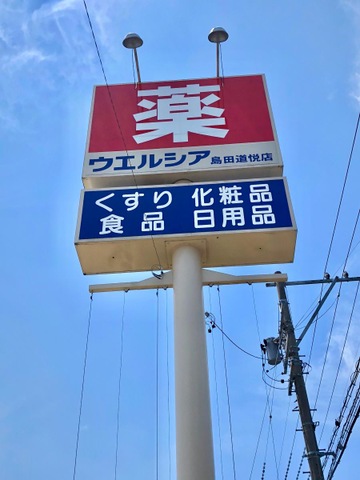 薬
ウエルシア 島田道悦店
くすり 化粧品
食品 日用品